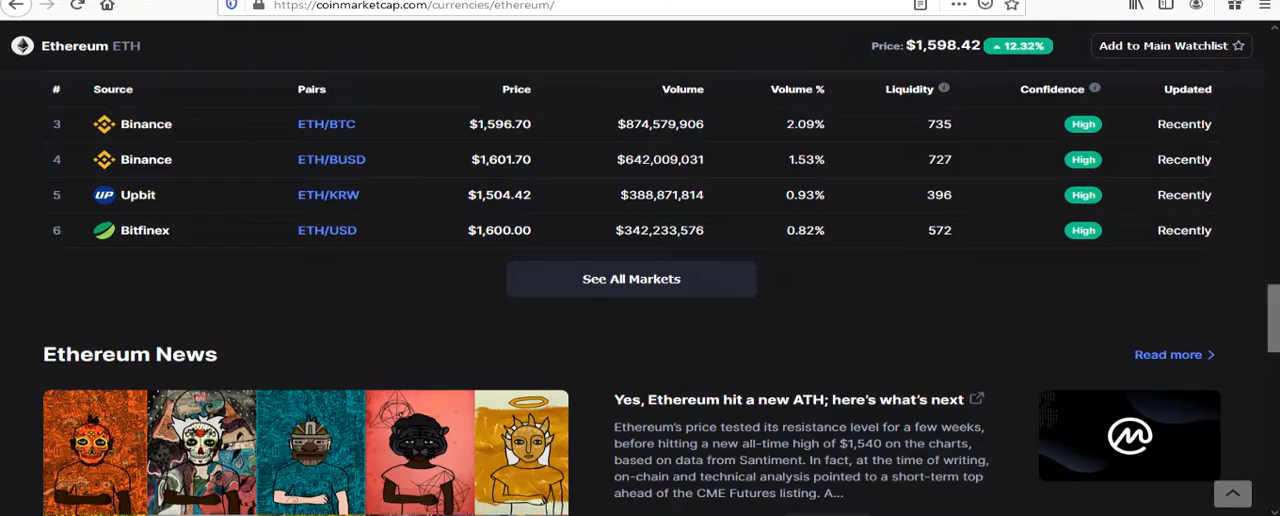 https://coinmarketcap.com/currencies/ethereum/
Ethereum ETH Price: $1,598.42 12.32% Add to Main Watchlist
# Source Pairs Price Volume Volume % Liquidity Confidence Updated
3 Binance ETH/BTC $1,596.70 $874,579,906 2.09% 735 High Recently
4 Binance ETH/BUSD $1,601.70 $642,009,031 1.53% 727 High Recently
5 UP Upbit ETH/KRW $1,504.42 $388,871,814 0.93% 396 High Recently
6 Bitfinex ETH/USD $1,600.00 $342,233,576 0.82% 572 High Recently
See All Markets
Ethereum News Read more
Yes, Ethereum hit a new ATH; here's what's next
Ethereum's price tested its resistance level for a few weeks,
before hitting a new all-time high of $1,540 on the charts,
based on data from Santiment. In fact, at the time of writing,
on-chain and technical analysis pointed to a short-term top
ahead of the CME Futures listing. A...